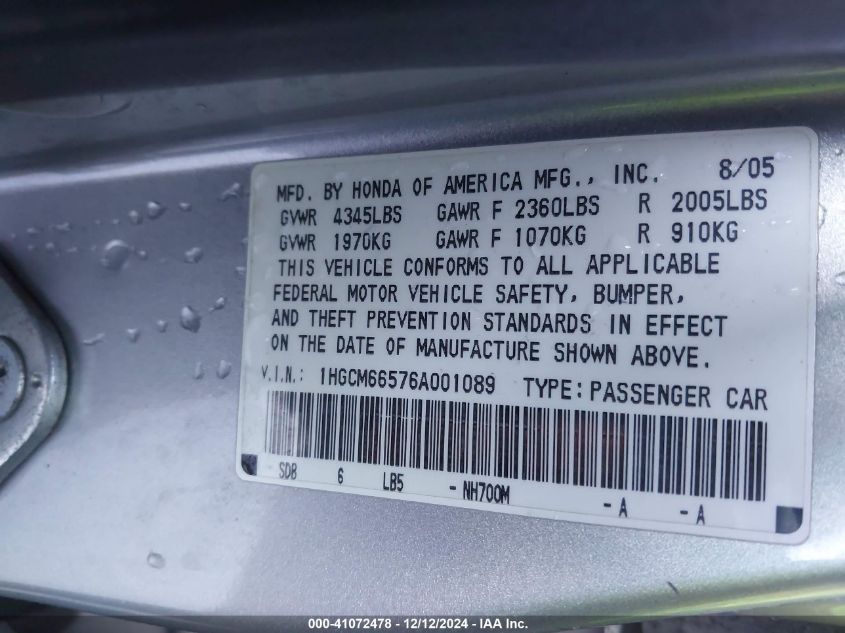 MFD. BY HONDA OF AMERICA MFG., INC. 8/05
GVWR 4345LBS GAWR F 2360LBS R 2005LBS
GVWR 1970KG GAWR F 1070KG R 910KG
THIS VEHICLE CONFORMS TO ALL APPLICABLE
FEDERAL MOTOR VEHICLE SAFETY, BUMPER,
AND THEFT PREVENTION STANDARDS IN EFFECT
ON THE DATE OF MANUFACTURE SHOWN ABOVE.
V.I.N.: 1HGCM66576A001089 TYPE:PASSENGER CAR
SDB 6 LB5 -NH700M -A -A
000-41072478 - 12/12/2024 - IAA Inc.